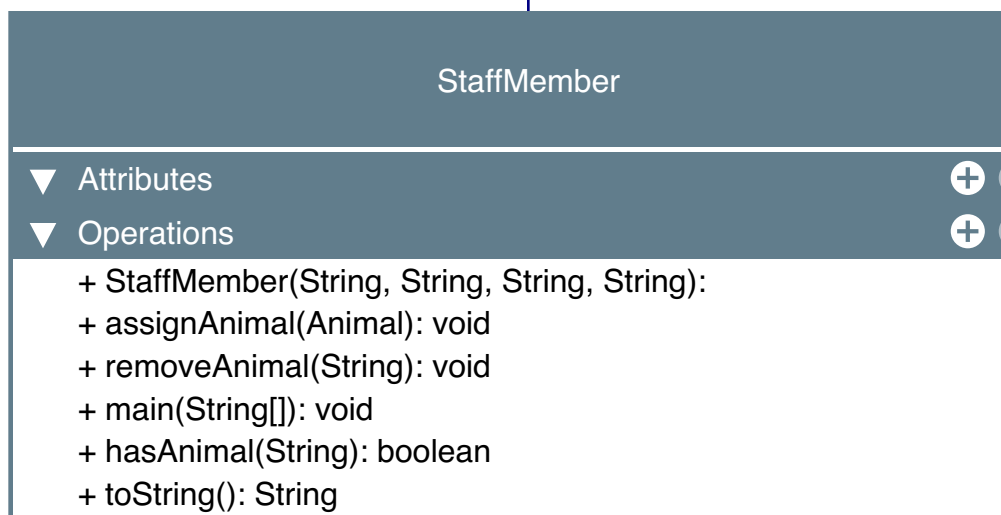 StaffMember
Attributes
Operations
+ StaffMember(String, String, String, String):
+ assignAnimal(Animal): void
+ removeAnimal(String): void
+ main(String[]): void
+ hasAnimal(String): boolean
+ toString(): String